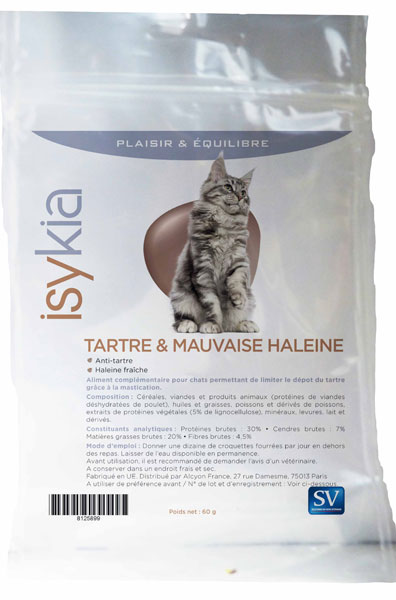 PLAISIR & ÉQUILIBRE
isykia
TARTRE & MAUVAISE HALEINE
Anti-tartre
Haleine fraîche
Aliment complémentaire pour chats permettant de limiter le dépot du tartre
grâce à la mastication.
Composition : Céréales, viandes et produits animaux (protéines de viandes
déshydratées de poulet), huiles et graisses, poissons et dérivés de poissons,
extraits de protéines végétales (5% de lignocellulose), minéraux, levures, lait et
dérivés.
Constituants analytiques : Protéines brutes : 30% • Cendres brutes : 7%
Matières grasses brutes : 20% • Fibres brutes : 4,5%
Mode d'emploi : Donner une dizaine de croquettes fourrées par jour en dehors
des repas. Laisser de l'eau disponible en permanence.
Avant utilisation, il est recommandé de demander l'avis d'un vétérinaire.
A conserver dans un endroit frais et sec.
Fabriqué en UE. Distribué par Alcyon France, 27 rue Damesme, 75013 Paris
A utiliser de préférence avant / N° de lot et d'enregistrement : Voir ci-dessous
8125899
Poids net : 60 g
SV